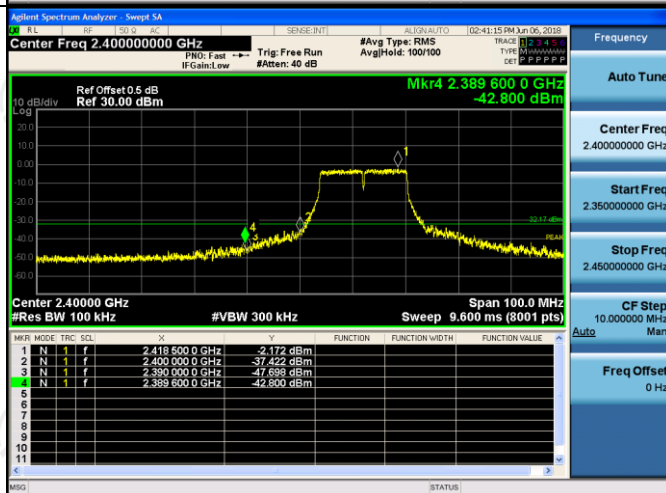 Agilent Spectrum Analyzer - Swept SA
RL RF 50 Ω AC SENSE:INT ALIGN AUTO 02:41:15 PM Jun 06, 2018
Center Freq 2.400000000 GHz
PNO: Fast
IFGain:Low
Trig: Free Run
#Atten: 40 dB
#Avg Type: RMS
Avg|Hold: 100/100
TRACE 1 2 3 4 5 6
TYPE M
DET P P P P P P
Ref Offset 0.5 dB
10 dB/div Ref 30.00 dBm
Log
Mkr4 2.389 600 0 GHz
-42.800 dBm
20.0
10.0
0.00
-10.0
-20.0
-30.0
-40.0
-50.0
-60.0
1
2
3
4
-32.17 dBm
PEAK
Center 2.40000 GHz Span 100.0 MHz
#Res BW 100 kHz #VBW 300 kHz Sweep 9.600 ms (8001 pts)
MKR MODE TRC SCL X Y FUNCTION FUNCTION WIDTH FUNCTION VALUE
1 N 1 f 2.418 500 0 GHz -2.172 dBm
2 N 1 f 2.400 000 0 GHz -37.422 dBm
3 N 1 f 2.390 000 0 GHz -47.698 dBm
4 N 1 f 2.389 600 0 GHz -42.800 dBm
5
6
7
8
9
10
11
MSG STATUS
Frequency
Auto Tune
Center Freq
2.400000000 GHz
Start Freq
2.350000000 GHz
Stop Freq
2.450000000 GHz
CF Step
10.000000 MHz
Auto Man
Freq Offset
0 Hz